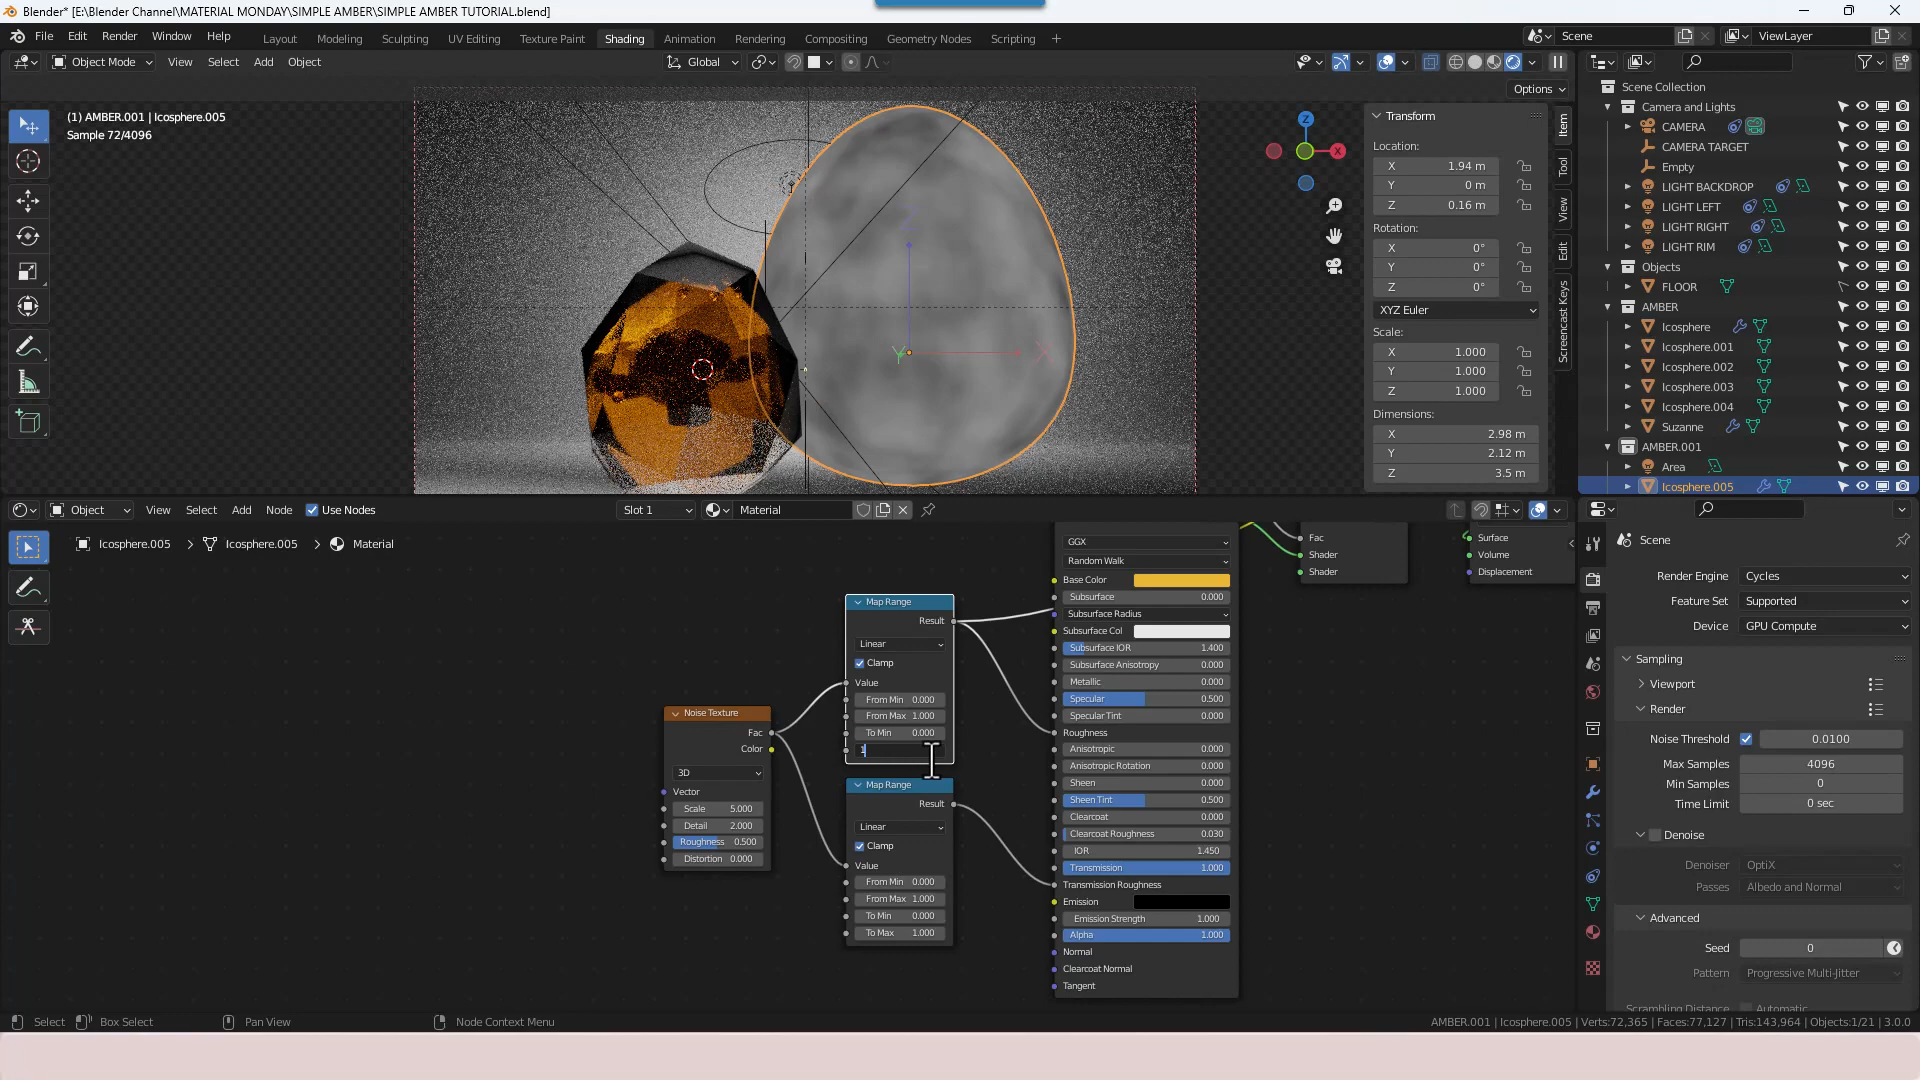 Blender* [E:\Blender Channel\MATERIAL MONDAY\SIMPLE AMBER\SIMPLE AMBER TUTORIAL.blend]
File Edit Render Window Help Layout Modeling Sculpting UV Editing Texture Paint Shading Animation Rendering Compositing Geometry Nodes Scripting + Scene ViewLayer
Object Mode View Select Add Object Global
Options
(1) AMBER.001 | Icosphere.005
Sample 72/4096
Z
X
Transform
Location:
X 1.94 m
Y 0 m
Z 0.16 m
Rotation:
X 0°
Y 0°
Z 0°
XYZ Euler
Scale:
X 1.000
Y 1.000
Z 1.000
Dimensions:
X 2.98 m
Y 2.12 m
Z 3.5 m
Item
Tool
View
Edit
Screencast Keys
Scene Collection
Camera and Lights
CAMERA
CAMERA TARGET
Empty
LIGHT BACKDROP
LIGHT LEFT
LIGHT RIGHT
LIGHT RIM
Objects
FLOOR
AMBER
Icosphere
Icosphere.001
Icosphere.002
Icosphere.003
Icosphere.004
Suzanne
AMBER.001
Area
Icosphere.005
Object View Select Add Node Use Nodes Slot 1 Material
Icosphere.005 > Icosphere.005 > Material
Noise Texture
Fac
Color
3D
Vector
Scale 5.000
Detail 2.000
Roughness 0.500
Distortion 0.000
Map Range
Result
Linear
Clamp
Value
From Min 0.000
From Max 1.000
To Min 0.000
1
Map Range
Result
Linear
Clamp
Value
From Min 0.000
From Max 1.000
To Min 0.000
To Max 1.000
GGX
Random Walk
Base Color
Subsurface 0.000
Subsurface Radius
Subsurface Col
Subsurface IOR 1.400
Subsurface Anisotropy 0.000
Metallic 0.000
Specular 0.500
Specular Tint 0.000
Roughness
Anisotropic 0.000
Anisotropic Rotation 0.000
Sheen 0.000
Sheen Tint 0.500
Clearcoat 0.000
Clearcoat Roughness 0.030
IOR 1.450
Transmission 1.000
Transmission Roughness
Emission
Emission Strength 1.000
Alpha 1.000
Normal
Clearcoat Normal
Tangent
Fac
Shader
Shader
Surface
Volume
Displacement
Scene
Render Engine Cycles
Feature Set Supported
Device GPU Compute
Sampling
Viewport
Render
Noise Threshold 0.0100
Max Samples 4096
Min Samples 0
Time Limit 0 sec
Denoise
Denoiser OptiX
Passes Albedo and Normal
Advanced
Seed 0
Pattern Progressive Multi-Jitter
Scrambling Distance Automatic
Select Box Select Pan View Node Context Menu AMBER.001 | Icosphere.005 | Verts:72,365 | Faces:77,127 | Tris:143,964 | Objects:1/21 | 3.0.0